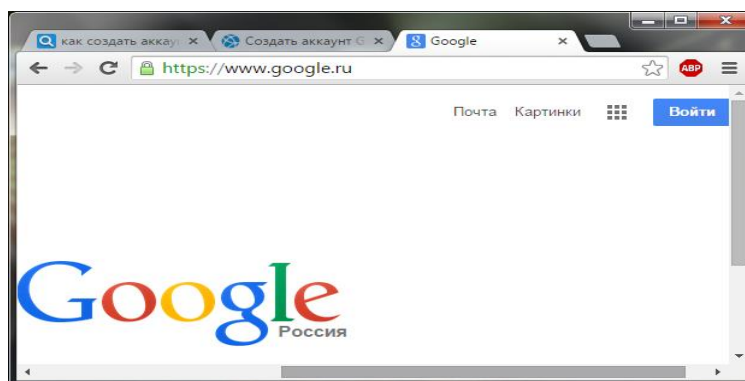 как создать аккау
Создать аккаунт G
Google
https://www.google.ru
ABP
Почта Картинки Войти
Google
Россия